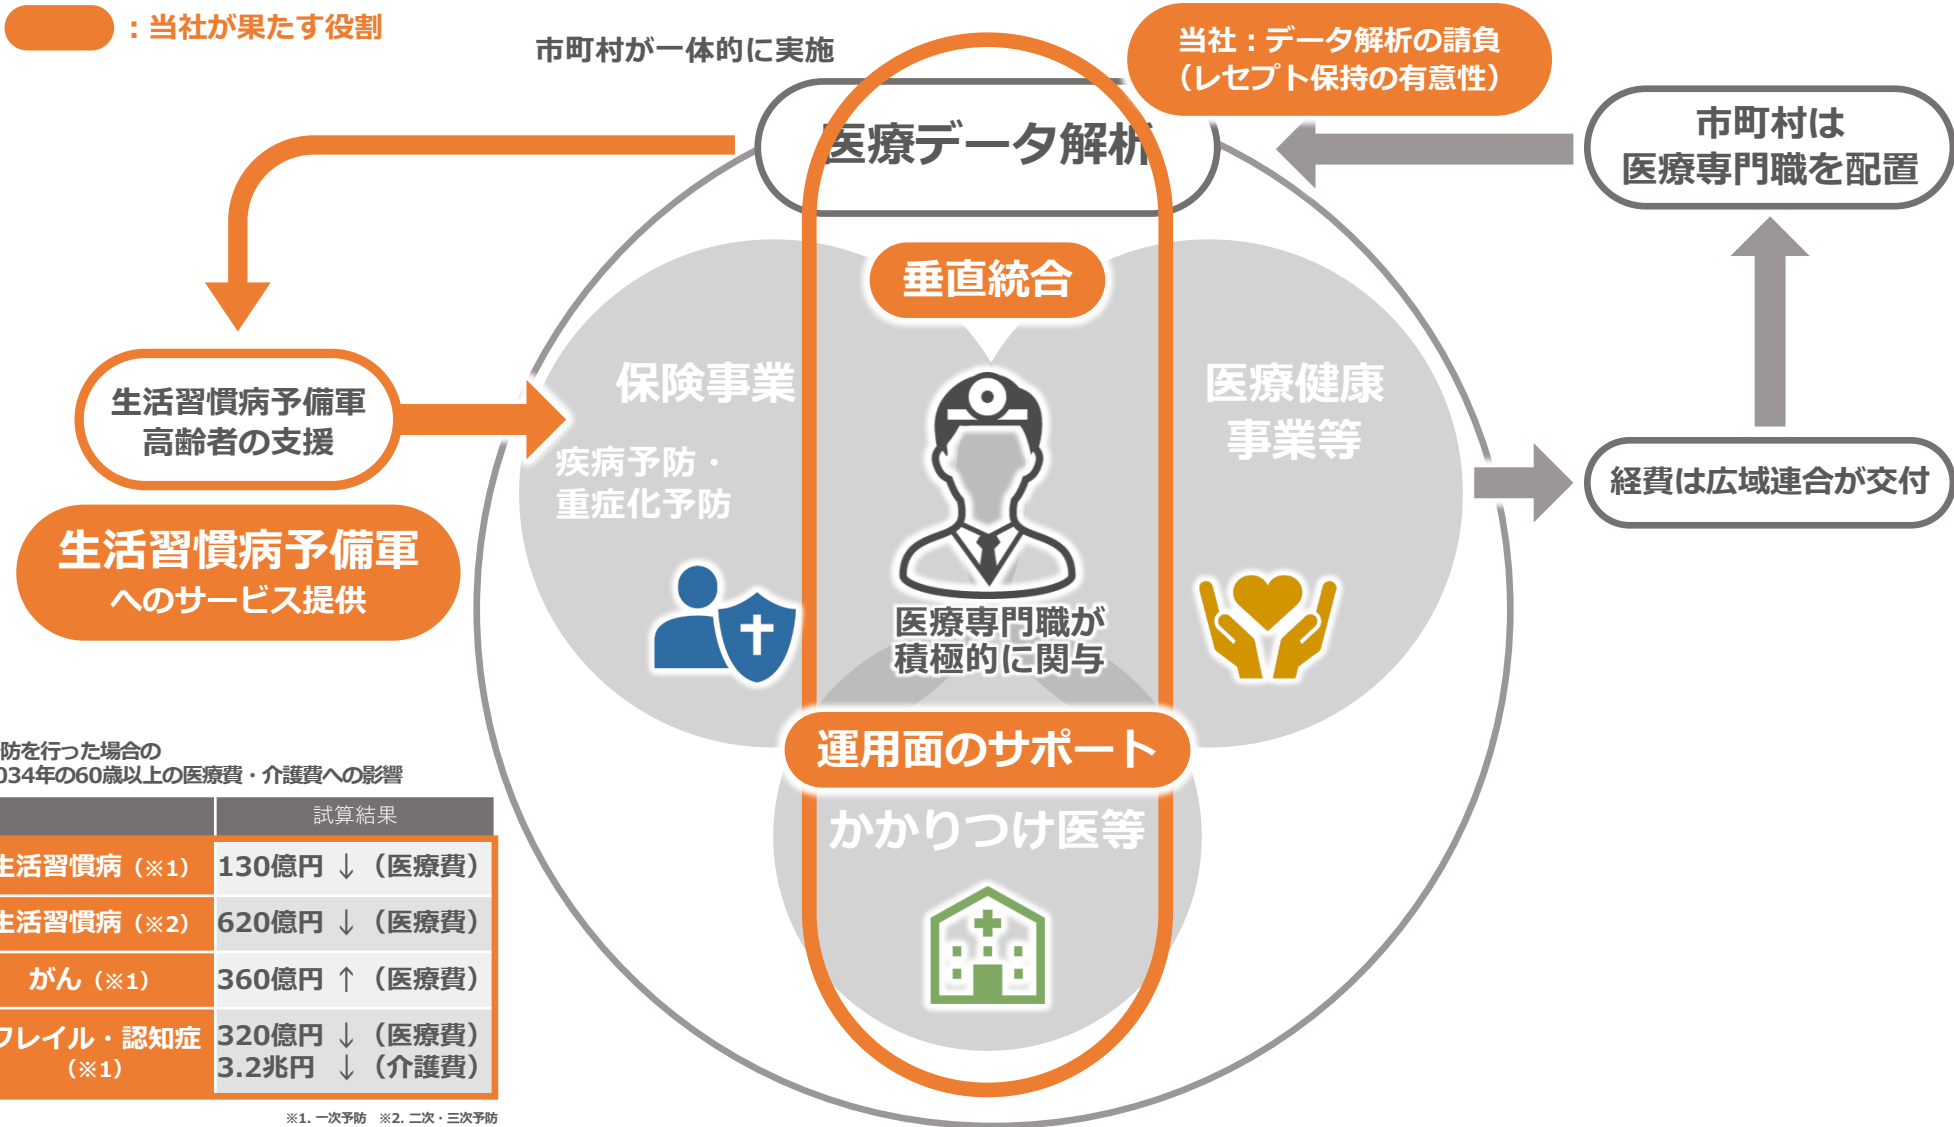 ：当社が果たす役割
市町村が一体的に実施
当社：データ解析の請負
（レセプト保持の有意性）
医療データ解析
市町村は
医療専門職を配置
垂直統合
保険事業
疾病予防・
重症化予防
医療健康
事業等
生活習慣病予備軍
高齢者の支援
経費は広域連合が交付
生活習慣病予備軍
へのサービス提供
医療専門職が
積極的に関与
運用面のサポート
かかりつけ医等
防を行った場合の
034年の60歳以上の医療費・介護費への影響
試算結果
生活習慣病（※1） 130億円 ↓（医療費）
生活習慣病（※2） 620億円 ↓（医療費）
がん（※1） 360億円 ↑（医療費）
フレイル・認知症 320億円 ↓（医療費）
（※1） 3.2兆円 ↓（介護費）
※1. 一次予防 ※2. 二次・三次予防